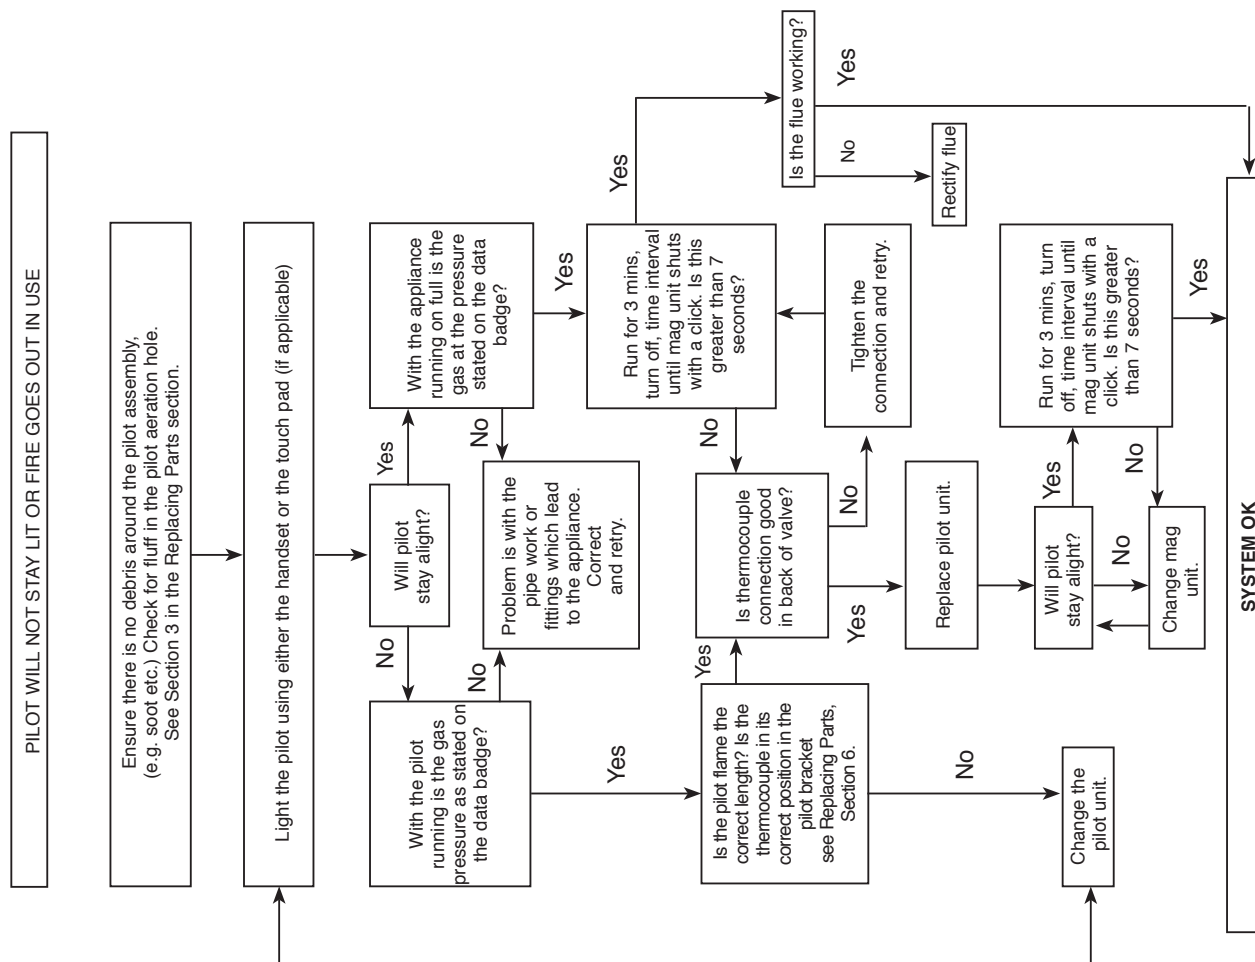 PILOT WILL NOT STAY LIT OR FIRE GOES OUT IN USE
Ensure there is no debris around the pilot assembly,
(e.g. soot etc.) Check for fluff in the pilot aeration hole.
See Section 3 in the Replacing Parts section.
Light the pilot using either the handset or the touch pad (if applicable)
Will pilot
stay alight?
No
Yes
With the pilot
running is the gas
pressure as stated on
the data badge?
With the appliance
running on full is the
gas at the pressure
stated on the data
badge?
No
No
Problem is with the
pipe work or
fittings which lead
to the appliance.
Correct
and retry.
Yes
Yes
Run for 3 mins,
turn off, time interval
until mag unit shuts
with a click. Is this
greater than 7
seconds?
Yes
Is the flue working?
Yes
No
Rectify flue
Is the pilot flame the
correct length? Is the
thermocouple in its
correct position in the
pilot bracket
see Replacing Parts,
Section 6.
Yes
No
Is thermocouple
connection good
in back of valve?
No
Tighten the
connection and retry.
Yes
Replace pilot unit.
No
Change the
pilot unit.
Will pilot
stay alight?
Yes
No
Change mag
unit.
Run for 3 mins, turn
off, time interval until
mag unit shuts with a
click. Is this greater
than 7 seconds?
No
Yes
SYSTEM OK